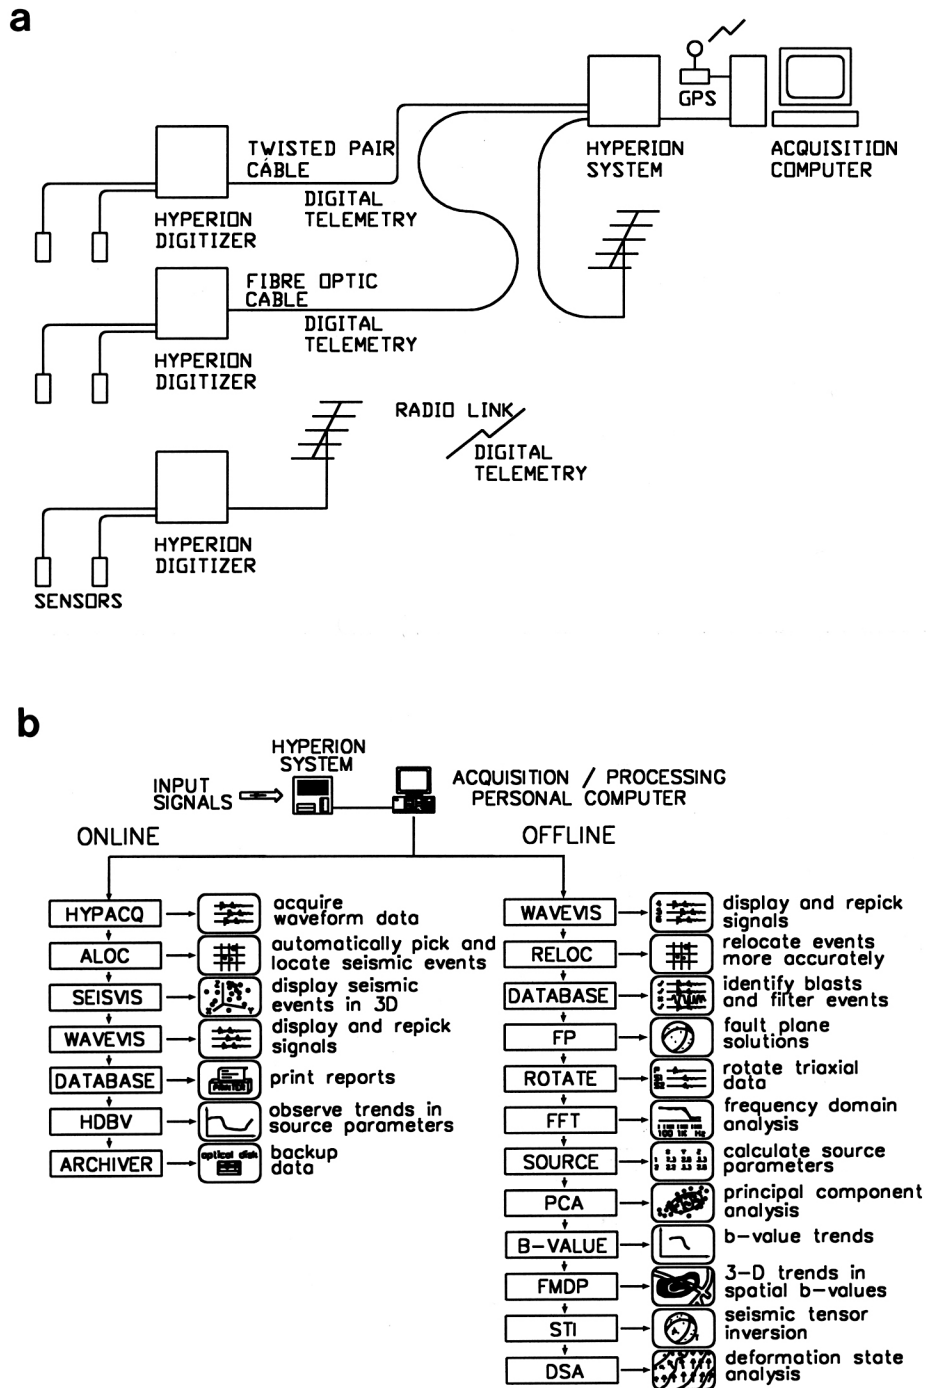 a
GPS
TWISTED PAIR
CABLE
HYPERION
SYSTEM
ACQUISITION
COMPUTER
DIGITAL
TELEMETRY
HYPERION
DIGITIZER
FIBRE OPTIC
CABLE
DIGITAL
TELEMETRY
HYPERION
DIGITIZER
RADIO LINK
DIGITAL
TELEMETRY
HYPERION
DIGITIZER
SENSORS
b
HYPERION
SYSTEM
INPUT
SIGNALS
ACQUISITION / PROCESSING
PERSONAL COMPUTER
ONLINE
HYPACQ
acquire
waveform data
ALOC
automatically pick and
locate seismic events
SEISVIS
display seismic
events in 3D
WAVEVIS
display and repick
signals
DATABASE
PRINTER
print reports
HDBV
observe trends in
source parameters
ARCHIVER
optical disk
backup
data
OFFLINE
WAVEVIS
display and repick
signals
RELOC
relocate events
more accurately
DATABASE
identify blasts
and filter events
FP
fault plane
solutions
ROTATE
rotate triaxial
data
FFT
100 1K Hz
frequency domain
analysis
SOURCE
calculate source
parameters
PCA
principal component
analysis
B-VALUE
b-value trends
FMDP
3-D trends in
spatial b-values
STI
seismic tensor
inversion
DSA
deformation state
analysis